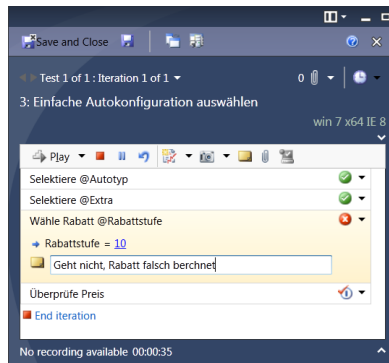 Save and Close
Test 1 of 1 : Iteration 1 of 1
0
3: Einfache Autokonfiguration auswählen
win 7 x64 IE 8
Play
Selektiere @Autotyp
Selektiere @Extra
Wähle Rabatt @Rabattstufe
Rabattstufe = 10
Geht nicht, Rabatt falsch berchnet
Überprüfe Preis
End iteration
No recording available 00:00:35